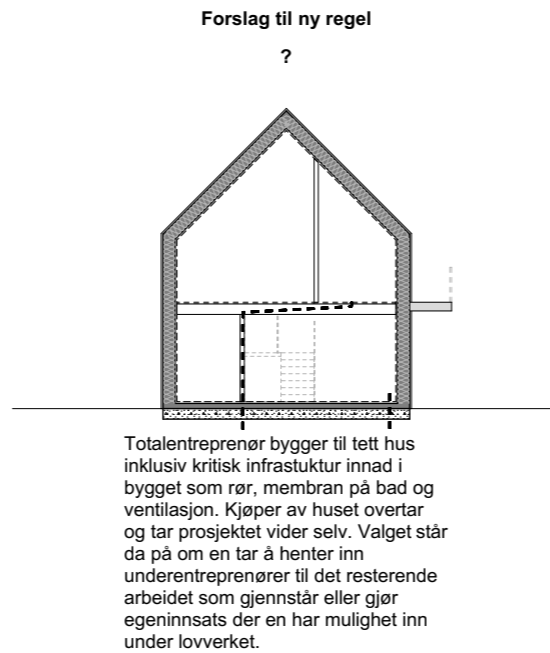 Forslag til ny regel
?
Totalentreprenør bygger til tett hus
inklusiv kritisk infrastuktur innad i
bygget som rør, membran på bad og
ventilasjon. Kjøper av huset overtar
og tar prosjektet vider selv. Valget står
da på om en tar å henter inn
underentreprenører til det resterende
arbeidet som gjennstår eller gjør
egeninnsats der en har mulighet inn
under lovverket.